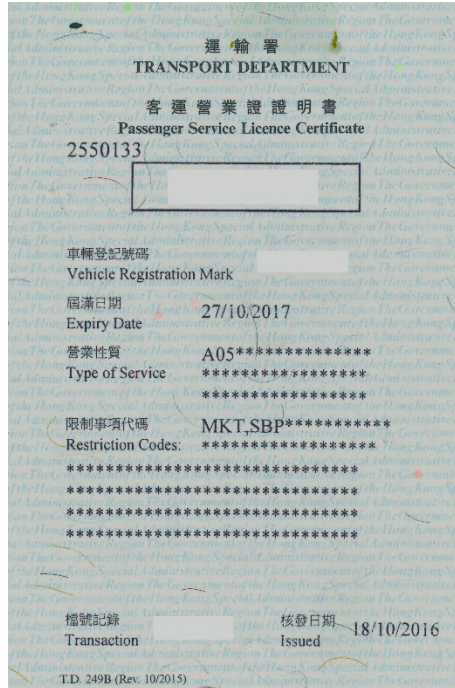 運輸署
TRANSPORT DEPARTMENT
客運營業證證明書
Passenger Service Licence Certificate
2550133
車輛登記號碼
Vehicle Registration Mark
屆滿日期
Expiry Date
27/10/2017
營業性質
Type of Service
A05**************
*****************
*****************
限制事項代碼
Restriction Codes:
MKT,SBP***********
******************
******************************
******************************
******************************
******************************
檔號記錄
Transaction
核發日期
Issued
18/10/2016
T.D. 249B (Rev. 10/2015)